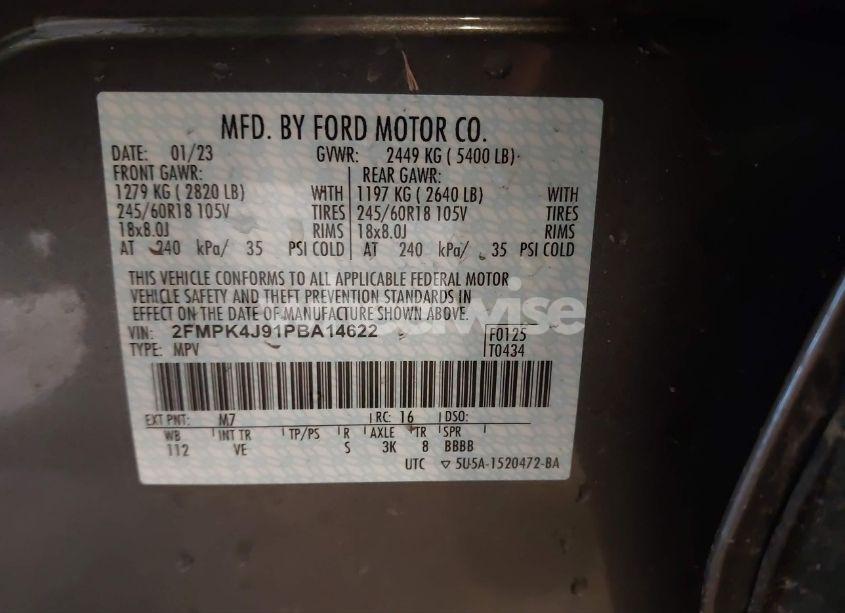 MFD. BY FORD MOTOR CO.
DATE: 01/23 GVWR: 2449 KG ( 5400 LB)
FRONT GAWR: REAR GAWR:
1279 KG ( 2820 LB) WITH 1197 KG ( 2640 LB) WITH
245/60R18 105V TIRES 245/60R18 105V TIRES
18x8.0J RIMS 18x8.0J RIMS
AT 240 kPa/ 35 PSI COLD AT 240 kPa/ 35 PSI COLD
THIS VEHICLE CONFORMS TO ALL APPLICABLE FEDERAL MOTOR
VEHICLE SAFETY AND THEFT PREVENTION STANDARDS IN
EFFECT ON THE DATE OF MANUFACTURE SHOWN ABOVE.
VIN: 2FMPK4J91PBA14622 F0125
TYPE: MPV T0434
EXT PNT: M7 RC: 16 DSO:
WB INT TR TP/PS R AXLE TR SPR
112 VE S 3K 8 BBBB
UTC ▽ 5U5A-1520472-BA